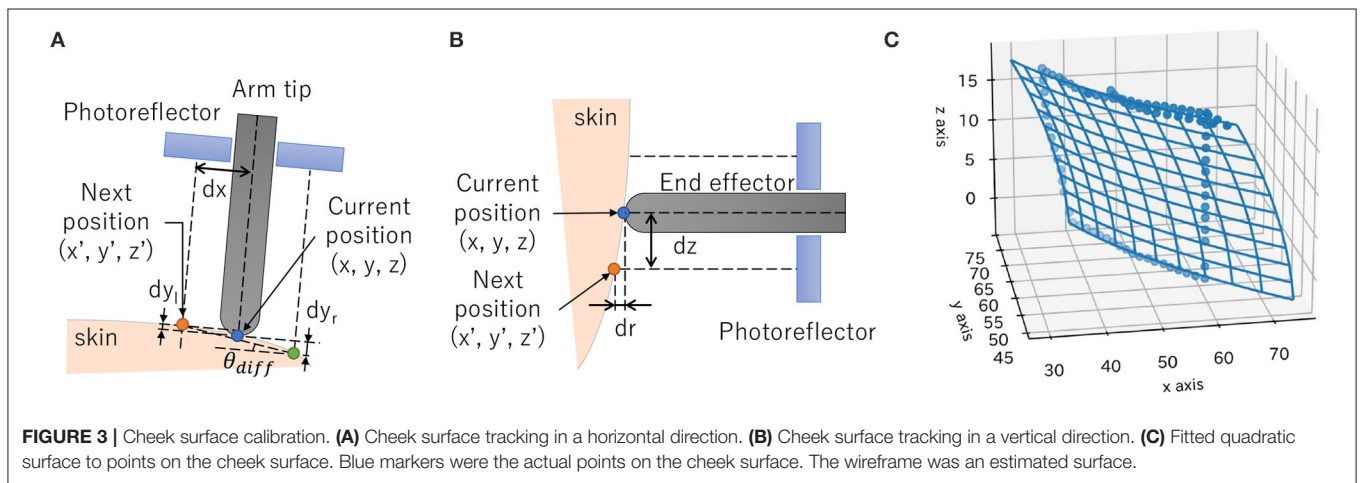 A
Arm tip
Photoreflector
dx
Next
position
(x', y', z')
Current
position
(x, y, z)
dyl
dyr
skin
θdiff
B
skin
Current
position
(x, y, z)
End effector
dz
Next
position
(x', y', z')
dr
Photoreflector
C
z axis
15
10
5
0
75
70
65
60
55
50
45
y axis
30
40
50
60
70
x axis
FIGURE 3 | Cheek surface calibration. (A) Cheek surface tracking in a horizontal direction. (B) Cheek surface tracking in a vertical direction. (C) Fitted quadratic
surface to points on the cheek surface. Blue markers were the actual points on the cheek surface. The wireframe was an estimated surface.